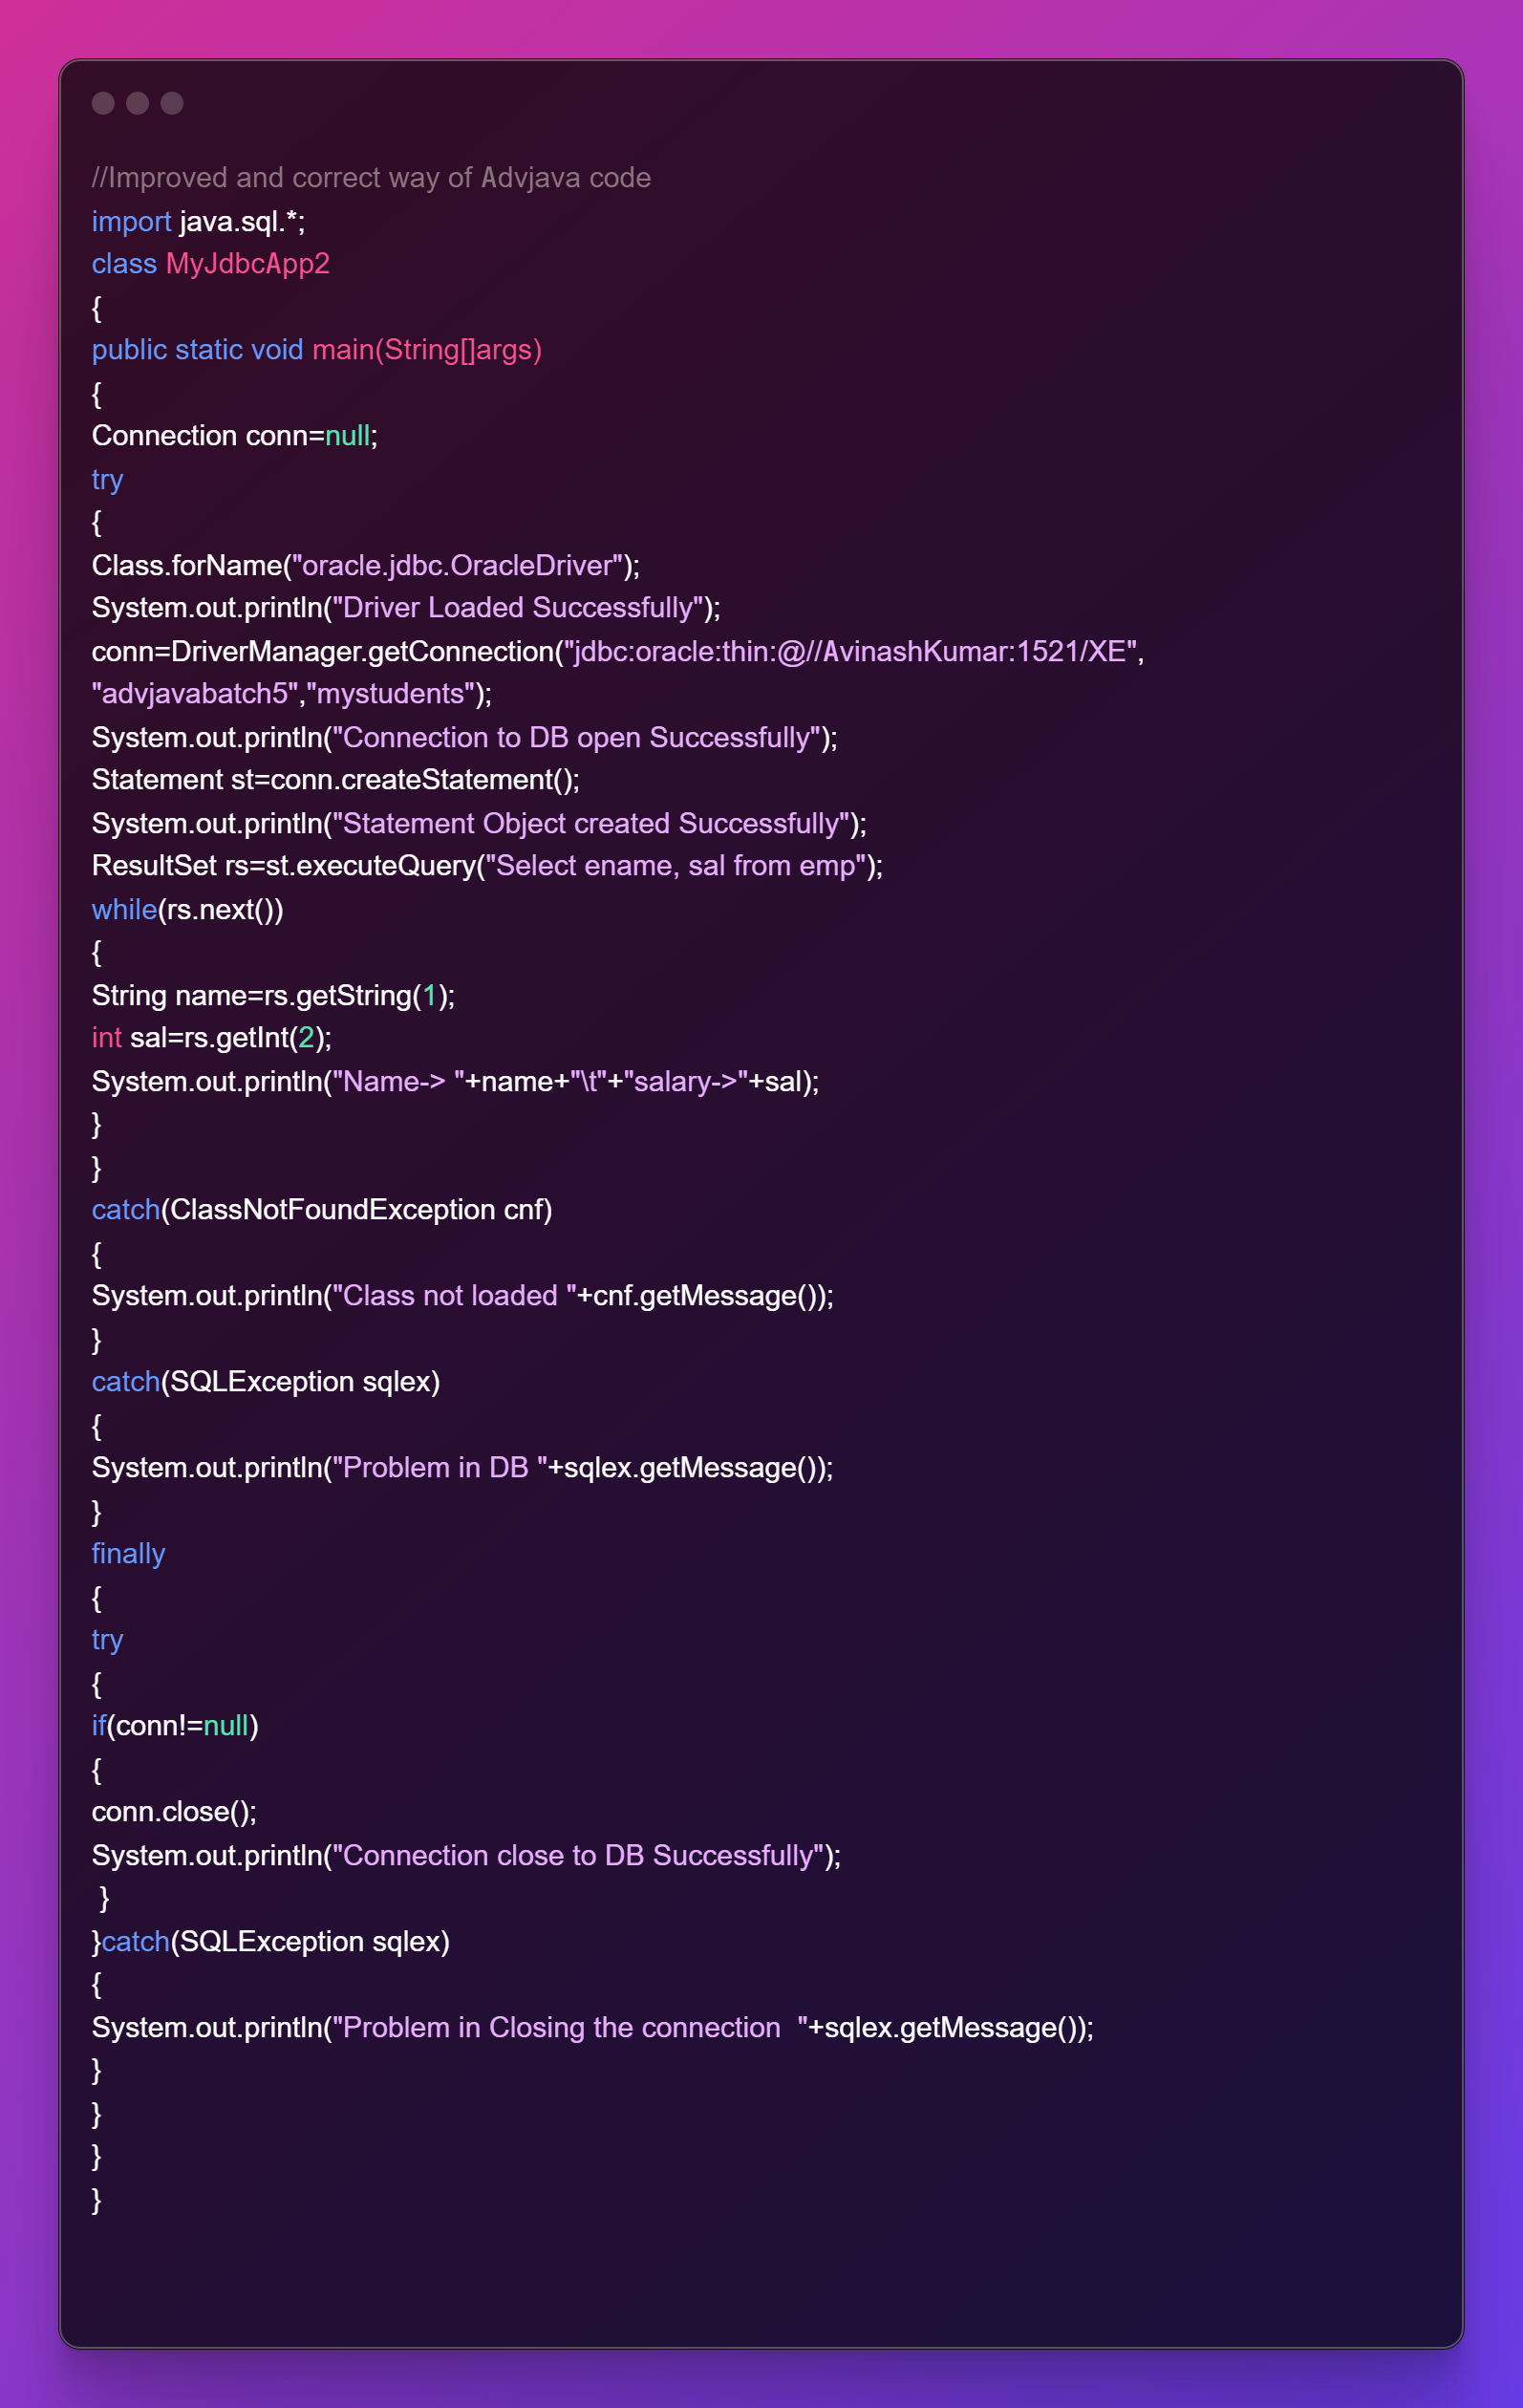 //Improved and correct way of Advjava code
import java.sql.*;
class MyJdbcApp2
{
public static void main(String[]args)
{
Connection conn=null;
try
{
Class.forName("oracle.jdbc.OracleDriver");
System.out.println("Driver Loaded Successfully");
conn=DriverManager.getConnection("jdbc:oracle:thin:@//AvinashKumar:1521/XE",
"advjavabatch5","mystudents");
System.out.println("Connection to DB open Successfully");
Statement st=conn.createStatement();
System.out.println("Statement Object created Successfully");
ResultSet rs=st.executeQuery("Select ename, sal from emp");
while(rs.next())
{
String name=rs.getString(1);
int sal=rs.getInt(2);
System.out.println("Name-> "+name+"\t"+"salary->"+sal);
}
}
catch(ClassNotFoundException cnf)
{
System.out.println("Class not loaded "+cnf.getMessage());
}
catch(SQLException sqlex)
{
System.out.println("Problem in DB "+sqlex.getMessage());
}
finally
{
try
{
if(conn!=null)
{
conn.close();
System.out.println("Connection close to DB Successfully");
 }
}catch(SQLException sqlex)
{
System.out.println("Problem in Closing the connection  "+sqlex.getMessage());
}
}
}
}